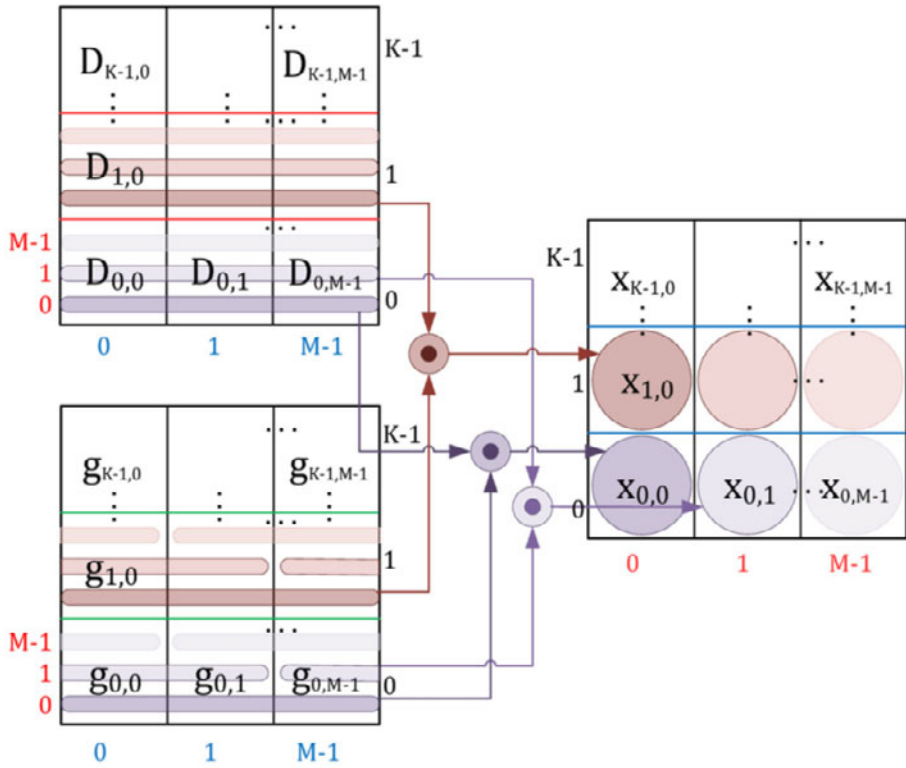 ... K-1
D_{K-1,0} D_{K-1,M-1}
⋮ ⋮ ⋮
...
D_{1,0} 1
...
M-1
1 D_{0,0} D_{0,1} D_{0,M-1}
0 0
0 1 M-1
... K-1
g_{K-1,0} g_{K-1,M-1}
⋮ ⋮ ⋮
...
g_{1,0} 1
...
M-1
1 g_{0,0} g_{0,1} g_{0,M-1} 0
0
0 1 M-1
K-1 ...
x_{K-1,0} x_{K-1,M-1}
⋮ ⋮ ⋮
1 x_{1,0} ...
x_{0,0} x_{0,1} ... x_{0,M-1}
0
0 1 M-1